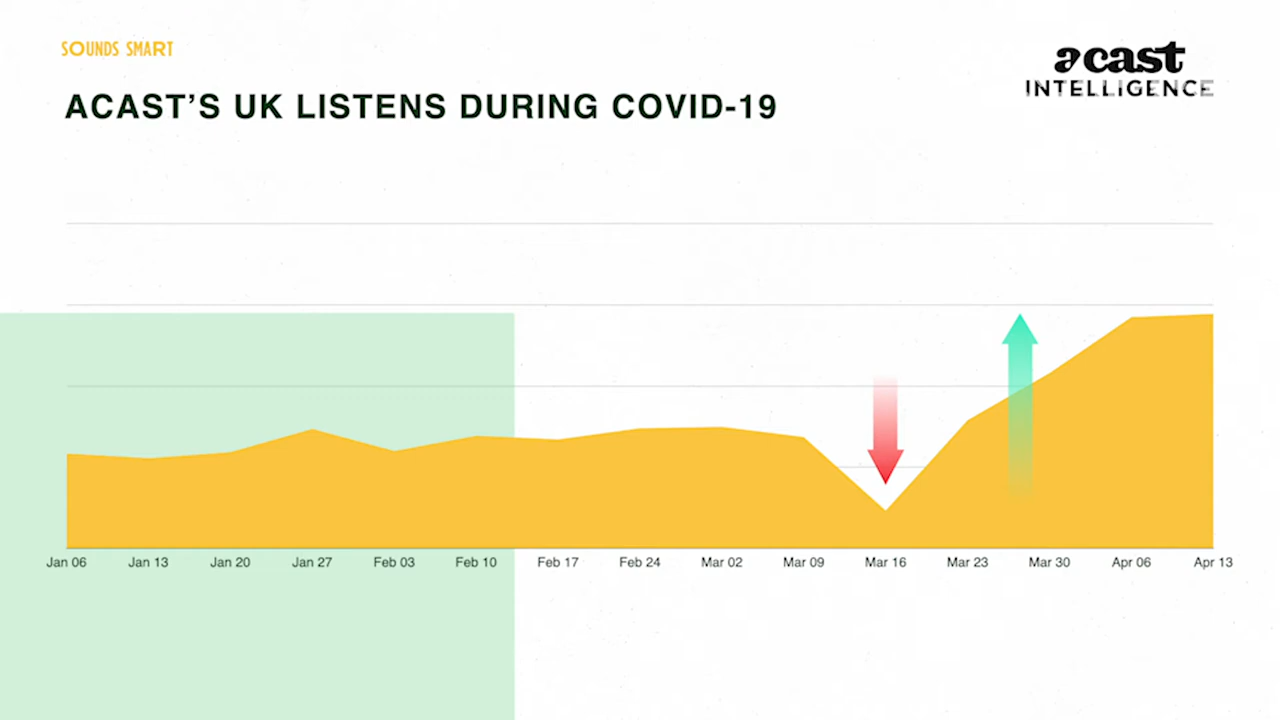 SOUNDS SMART
acast
INTELLIGENCE
ACAST'S UK LISTENS DURING COVID-19
Jan 06 Jan 13 Jan 20 Jan 27 Feb 03 Feb 10 Feb 17 Feb 24 Mar 02 Mar 09 Mar 16 Mar 23 Mar 30 Apr 06 Apr 13